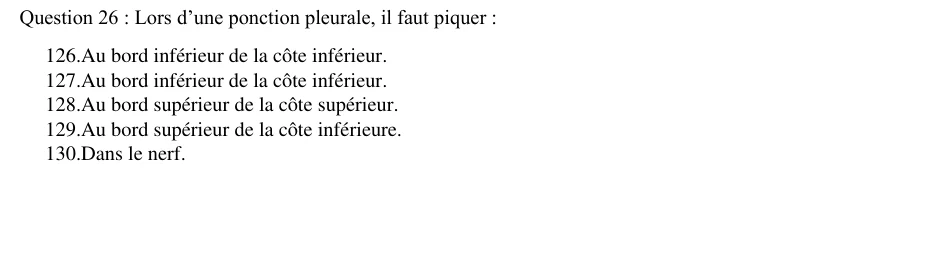 Question 26 : Lors d’une ponction pleurale, il faut piquer :
126.Au bord inférieur de la côte inférieur.
127.Au bord inférieur de la côte inférieur.
128.Au bord supérieur de la côte supérieur.
129.Au bord supérieur de la côte inférieure.
130.Dans le nerf.